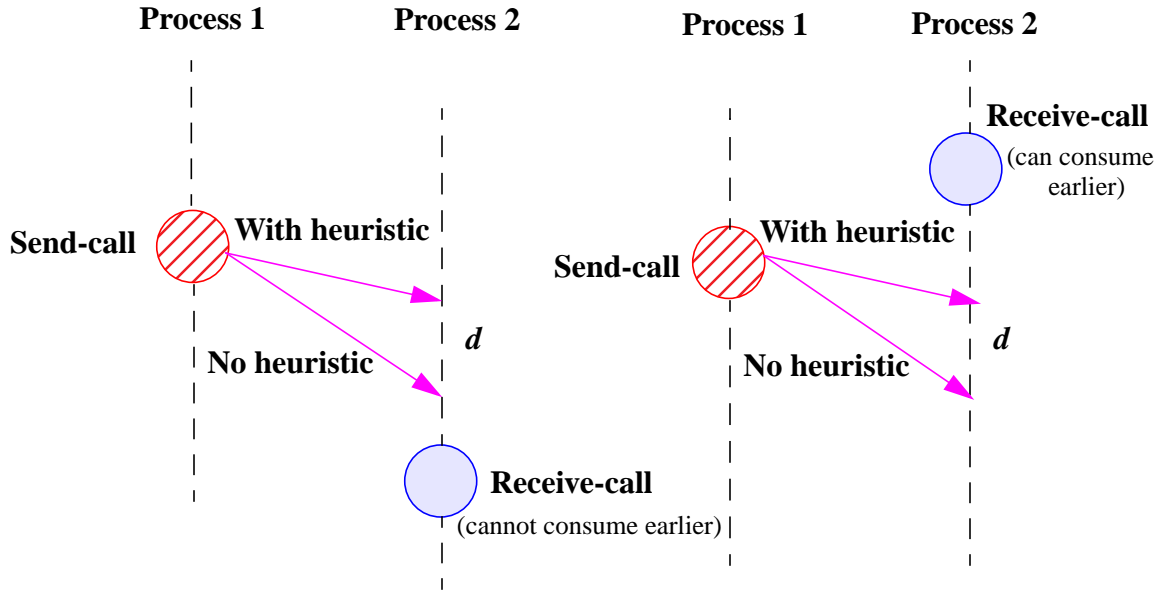 Process 1
Process 2
Send-call
With heuristic
d
No heuristic
Receive-call
(cannot consume earlier)
Process 1
Process 2
Receive-call
(can consume
earlier)
With heuristic
Send-call
d
No heuristic